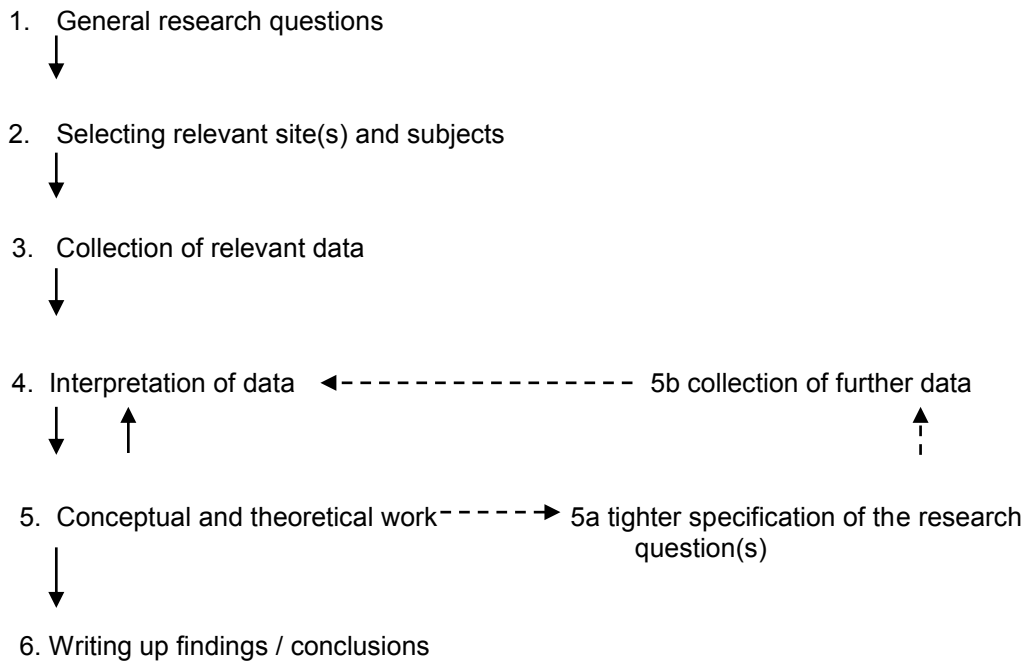 1. General research questions
2. Selecting relevant site(s) and subjects
3. Collection of relevant data
4. Interpretation of data
5b collection of further data
5. Conceptual and theoretical work
5a tighter specification of the research
question(s)
6. Writing up findings / conclusions